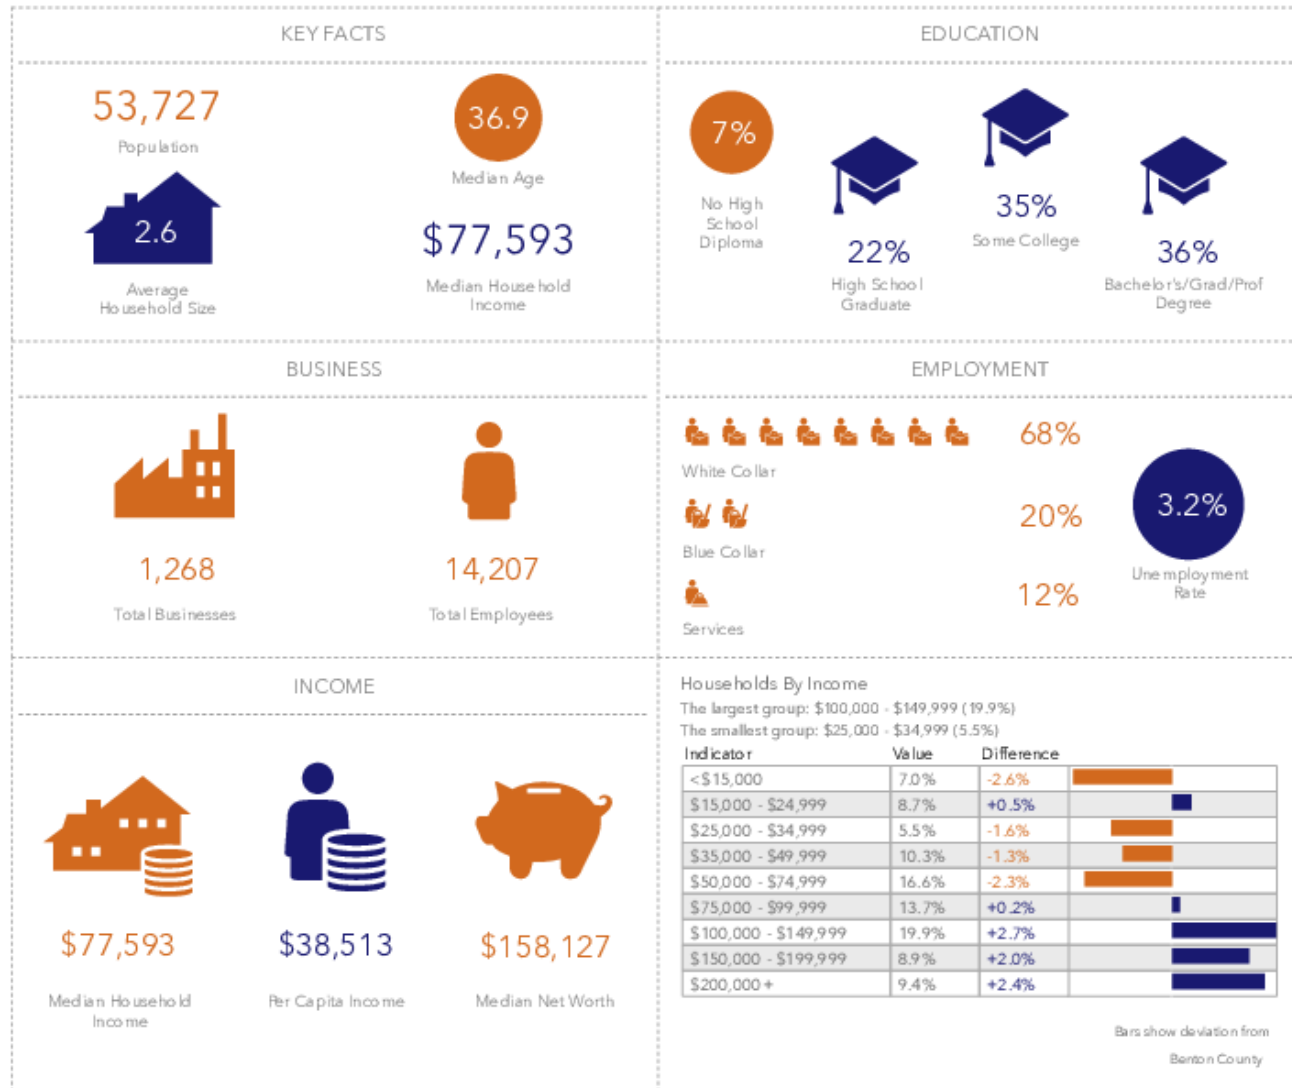 KEY FACTS
53,727
Population
36.9
Median Age
2.6
Average
Household Size
$77,593
Median Household
Income
EDUCATION
7%
No High
School
Diploma
22%
High School
Graduate
35%
Some College
36%
Bachelor's/Grad/Prof
Degree
BUSINESS
1,268
Total Businesses
14,207
Total Employees
EMPLOYMENT
68%
White Collar
20%
Blue Collar
12%
Services
3.2%
Unemployment
Rate
INCOME
$77,593
Median Household
Income
$38,513
Per Capita Income
$158,127
Median Net Worth
Households By Income
The largest group: $100,000 - $149,999 (19.9%)
The smallest group: $25,000 - $34,999 (5.5%)
Indicator Value Difference
<$15,000 7.0% -2.6%
$15,000 - $24,999 8.7% +0.5%
$25,000 - $34,999 5.5% -1.6%
$35,000 - $49,999 10.3% -1.3%
$50,000 - $74,999 16.6% -2.3%
$75,000 - $99,999 13.7% +0.2%
$100,000 - $149,999 19.9% +2.7%
$150,000 - $199,999 8.9% +2.0%
$200,000 + 9.4% +2.4%
Bars show deviation from
Benton County